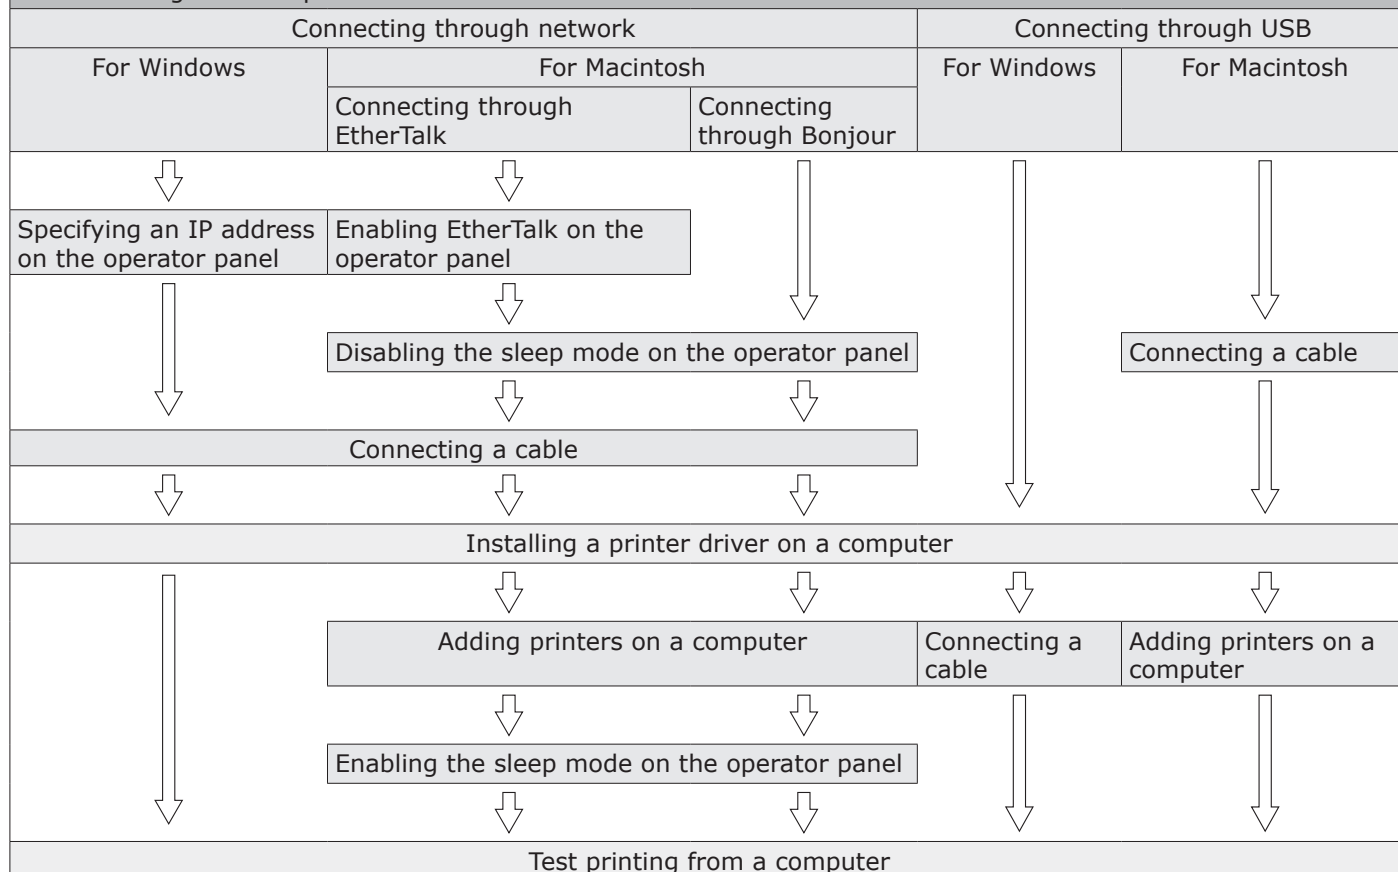 Connecting through network
Connecting through USB
For Windows
For Macintosh
For Windows
For Macintosh
Connecting through
EtherTalk
Connecting
through Bonjour
Specifying an IP address
on the operator panel
Enabling EtherTalk on the
operator panel
Disabling the sleep mode on the operator panel
Connecting a cable
Connecting a cable
Installing a printer driver on a computer
Adding printers on a computer
Connecting a
cable
Adding printers on a
computer
Enabling the sleep mode on the operator panel
Test printing from a computer